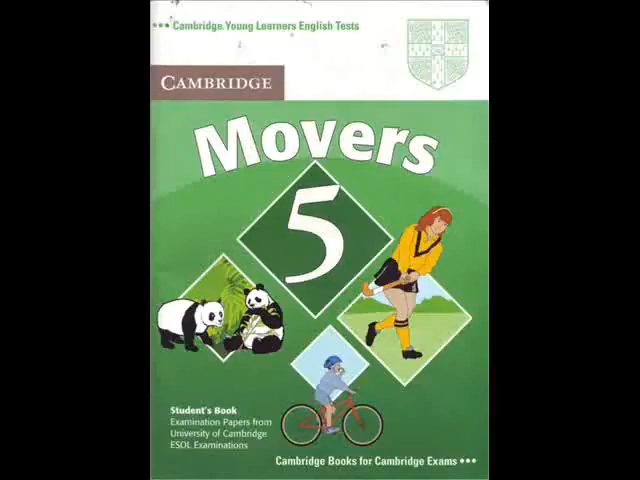 ••• Cambridge Young Learners English Tests
CAMBRIDGE
Movers
5
Student's Book
Examination Papers from
University of Cambridge
ESOL Examinations
Cambridge Books for Cambridge Exams •••